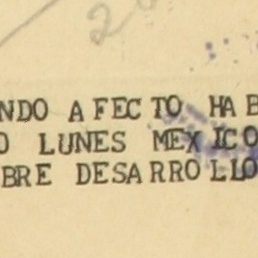 NDO AFECTO HAB
O LUNES MEXICO
BRE DESARROLLO